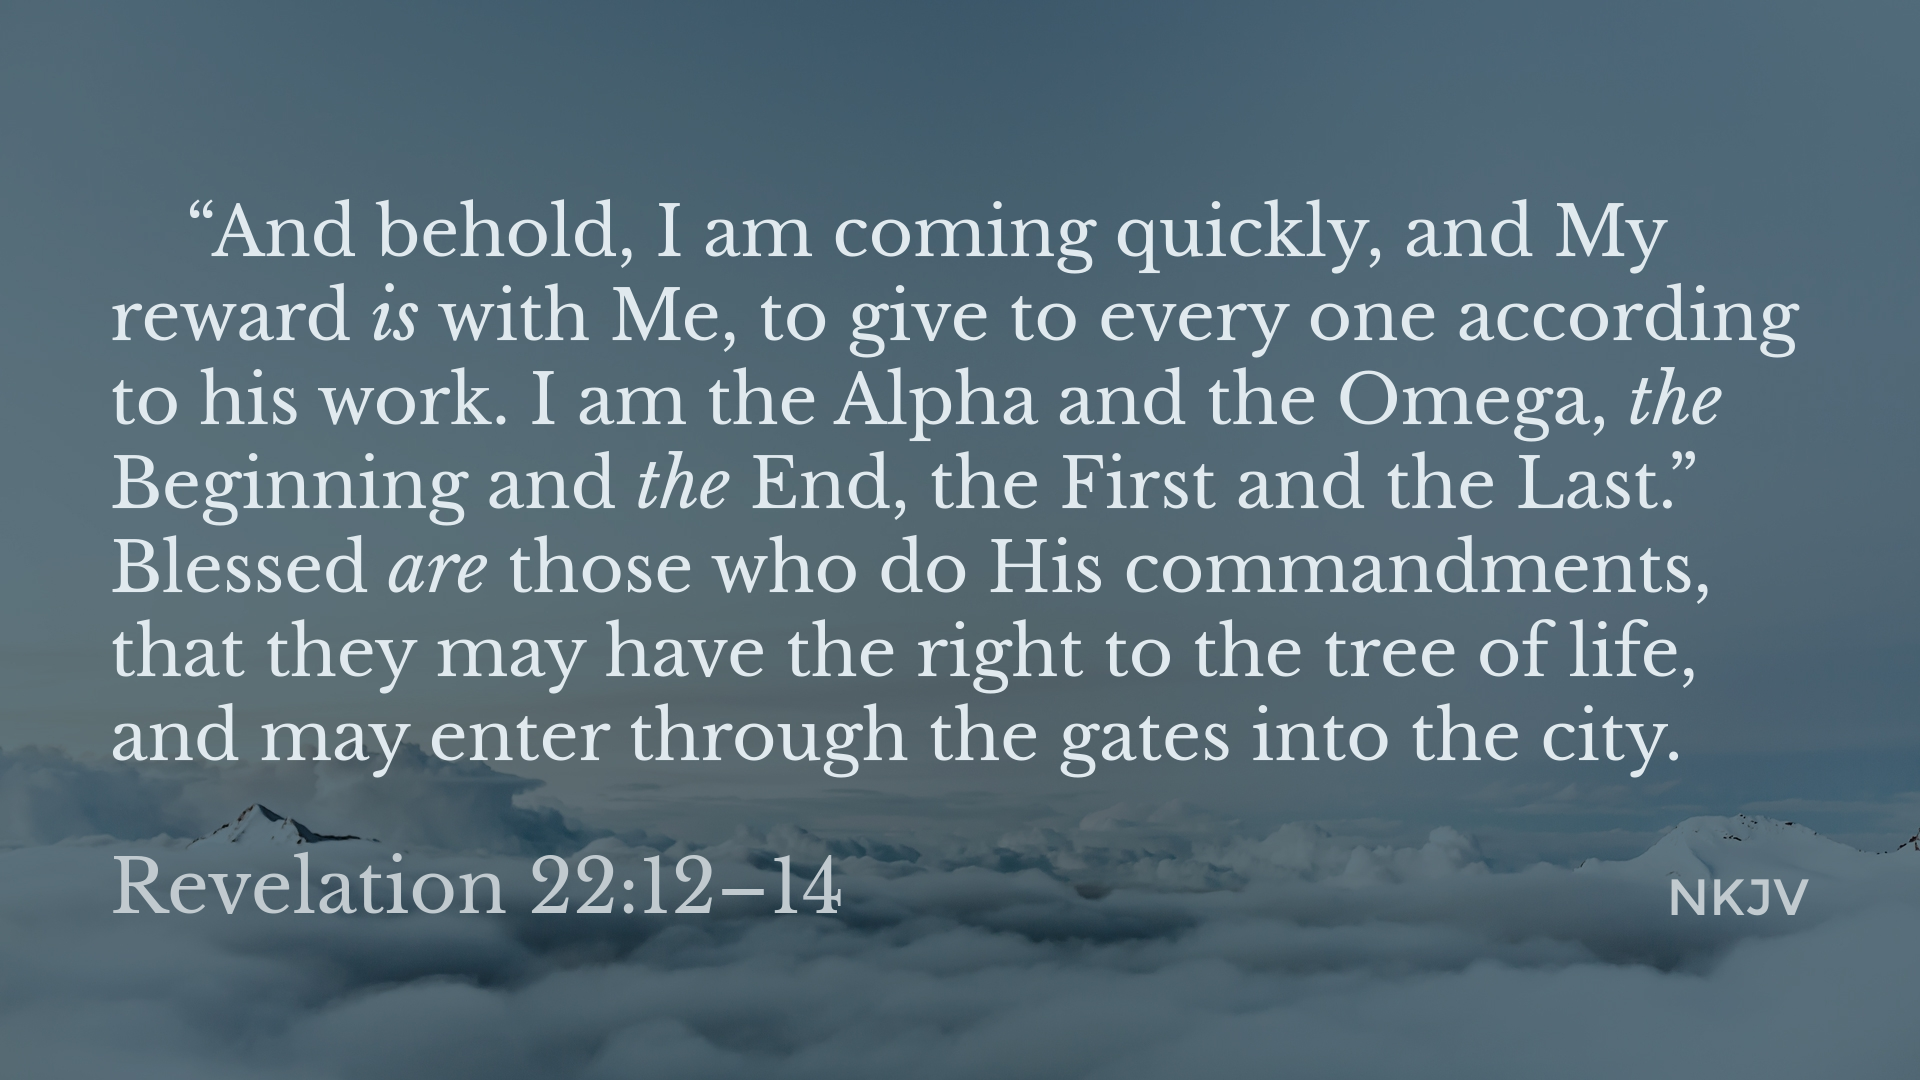 “And behold, I am coming quickly, and My
reward is with Me, to give to every one according
to his work. I am the Alpha and the Omega, the
Beginning and the End, the First and the Last.”
Blessed are those who do His commandments,
that they may have the right to the tree of life,
and may enter through the gates into the city.
Revelation 22:12–14
NKJV